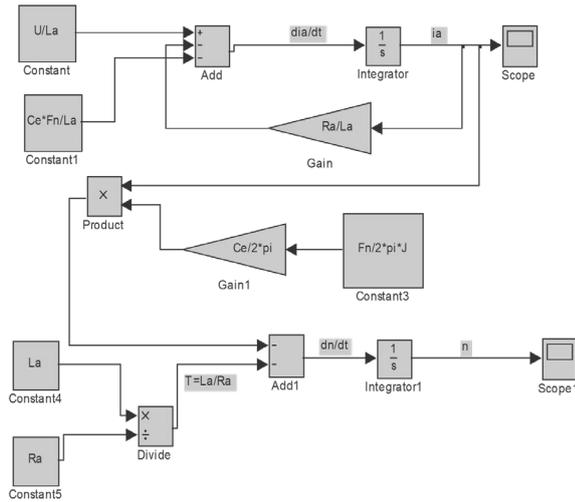 U/La
Constant
+
−
−
Add
dia/dt
1
s
Integrator
ia
Scope
Ce*Fn/La
Constant1
Ra/La
Gain
×
Product
Ce/2*pi
Gain1
Fn/2*pi*J
Constant3
La
Constant4
Ra
Constant5
×
÷
Divide
T=La/Ra
−
−
Add1
dn/dt
1
s
Integrator1
n
Scope1